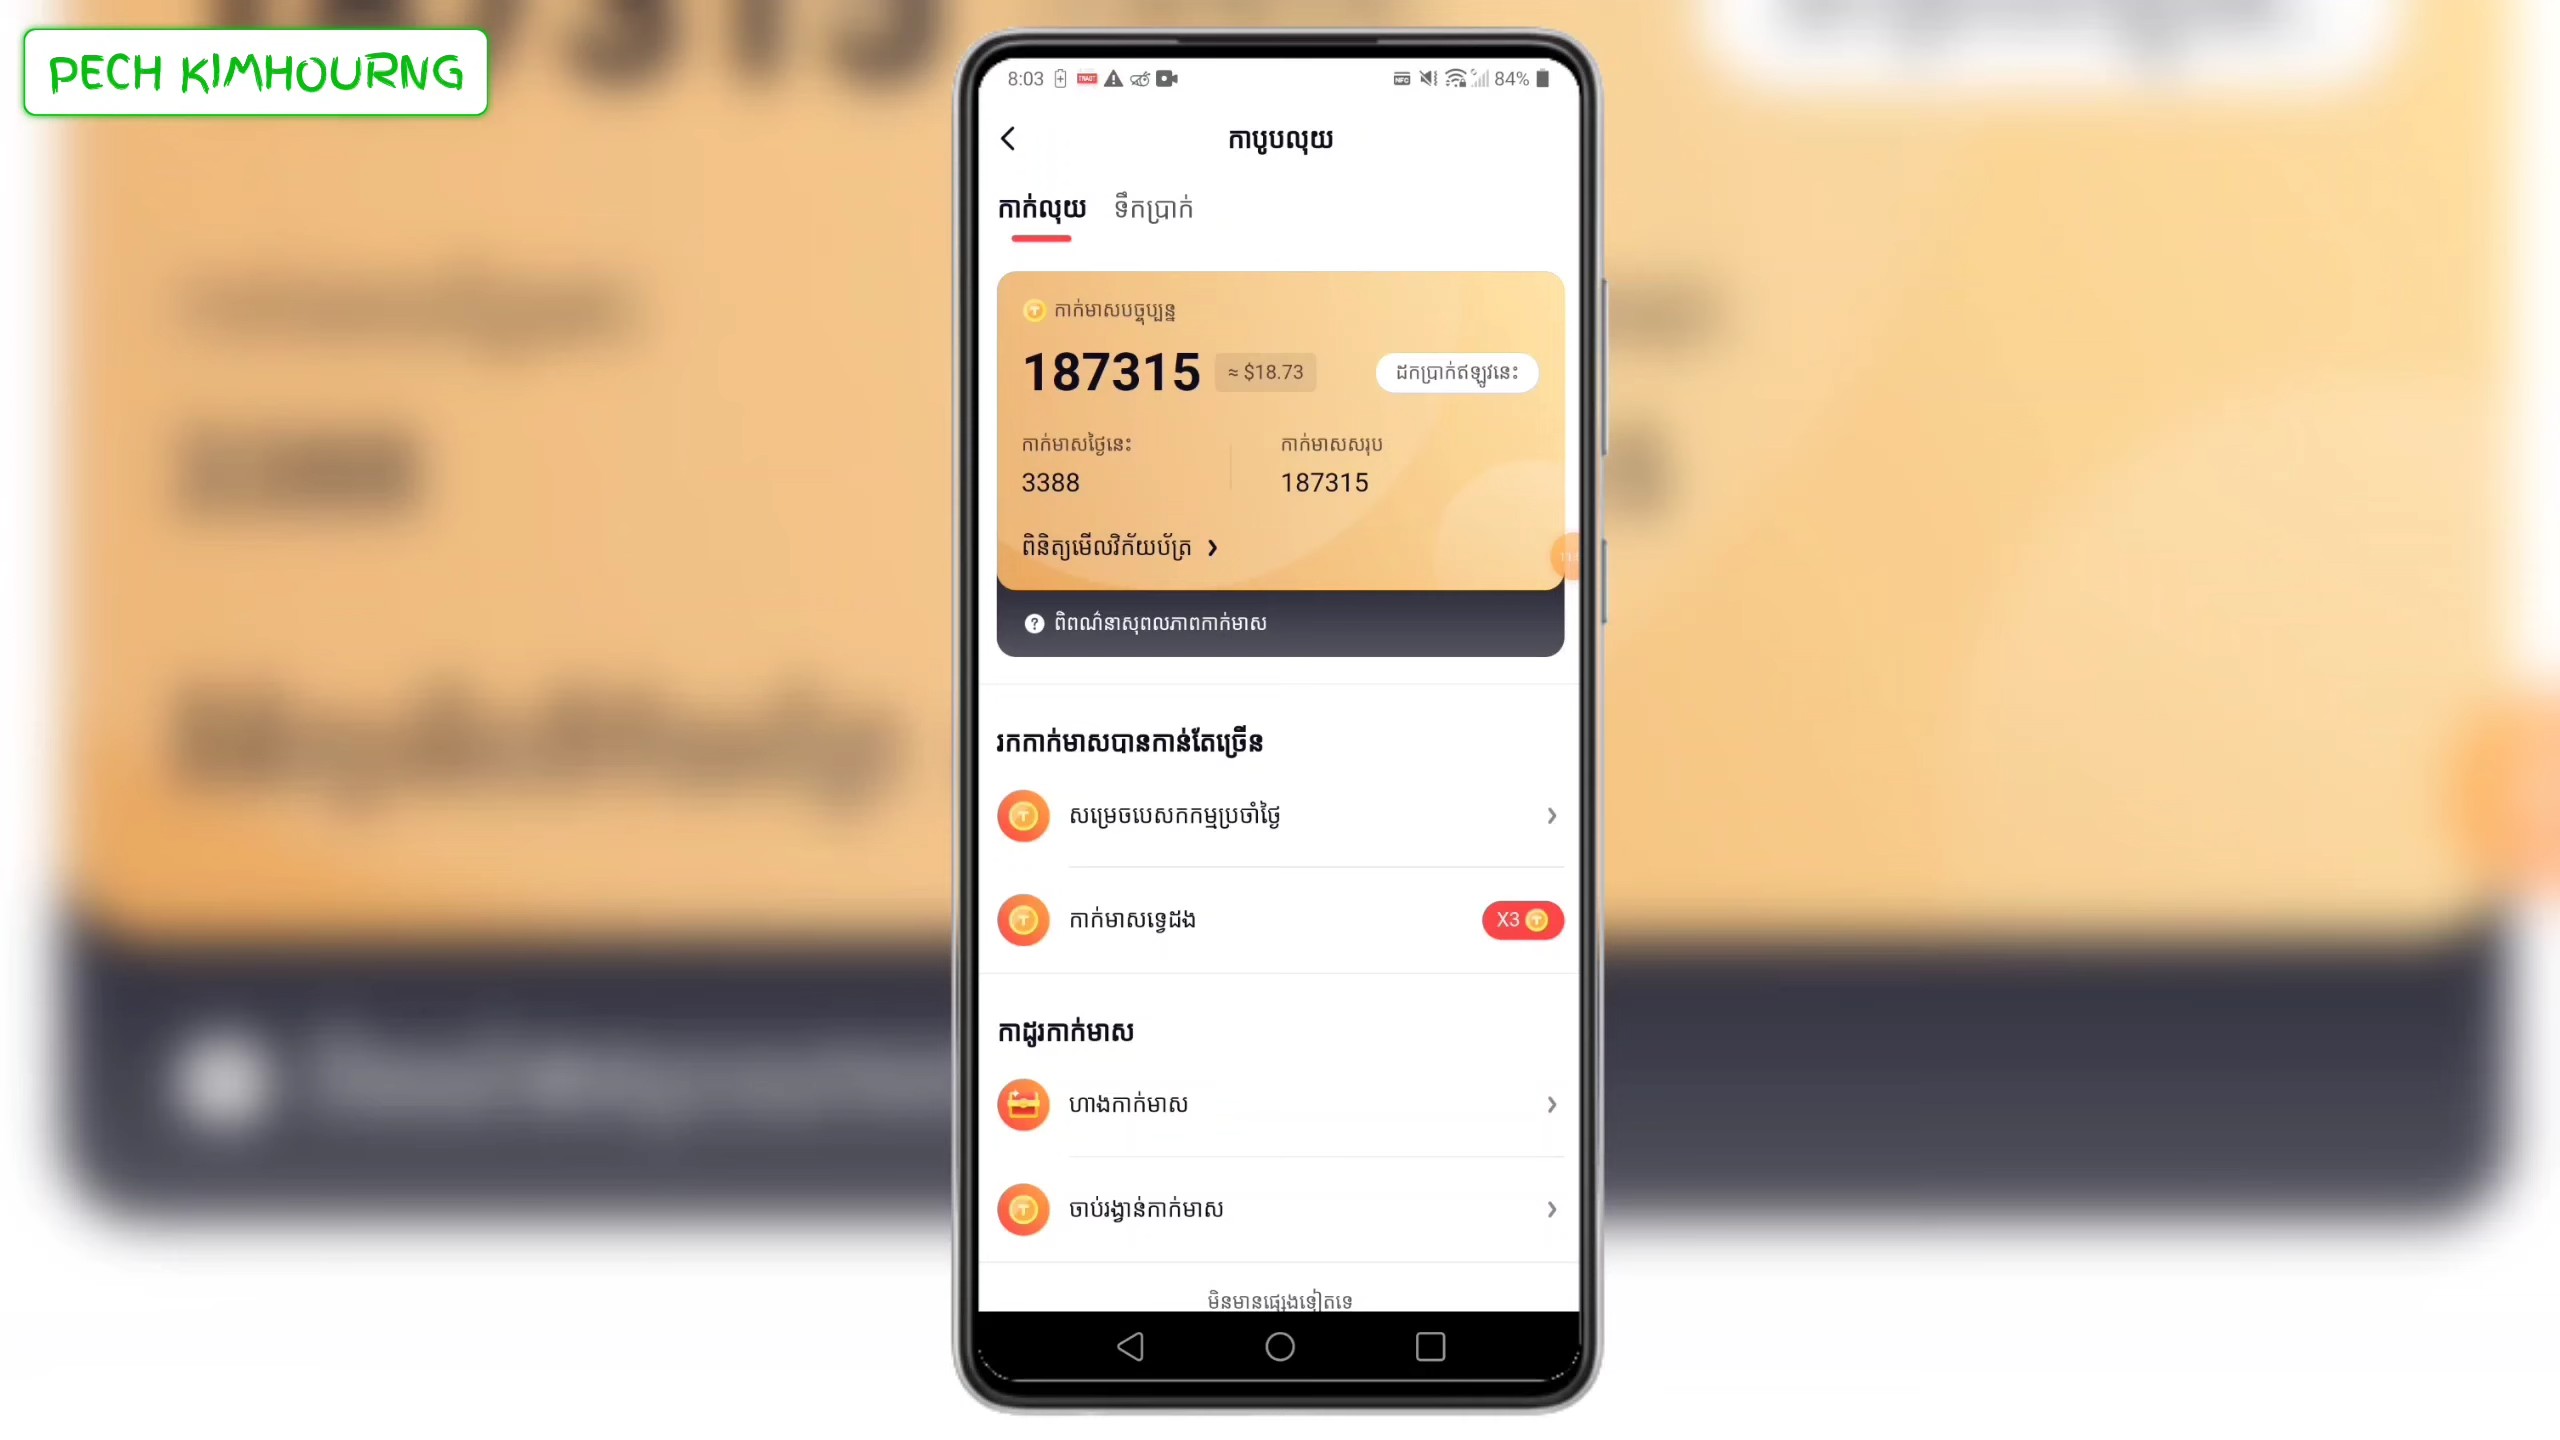 PECH KIMHOURNG
8:03
84%
កាបូបលុយ
កាក់លុយ ទឹកប្រាក់
កាក់មាសបច្ចុប្បន្ន
187315 ≈ $18.73 ដកប្រាក់ឥឡូវនេះ
កាក់មាសថ្ងៃនេះ កាក់មាសសរុប
3388 187315
ពិនិត្យមើលវិក័យប័ត្រ
? ពិពណ៌នាសុពលភាពកាក់មាស
រកកាក់មាសបានកាន់តែច្រើន
សម្រេចបេសកកម្មប្រចាំថ្ងៃ
កាក់មាសទ្វេដង X3
កាដូរកាក់មាស
ហាងកាក់មាស
ចាប់រង្វាន់កាក់មាស
មិនមានផ្សេងទៀតទេ